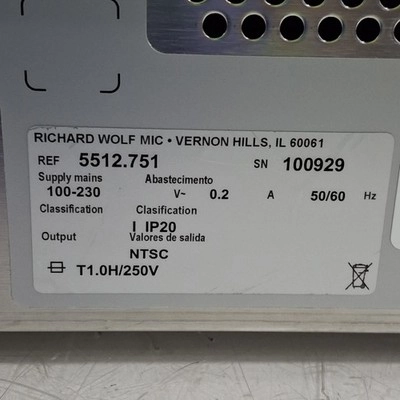 RICHARD WOLF MIC • VERNON HILLS, IL 60061
REF 5512.751 SN 100929
Supply mains Abastecimento
100-230 V~ 0.2 A 50/60 Hz
Classification Clasification
I IP20
Output Valores de salida
NTSC
T1.0H/250V